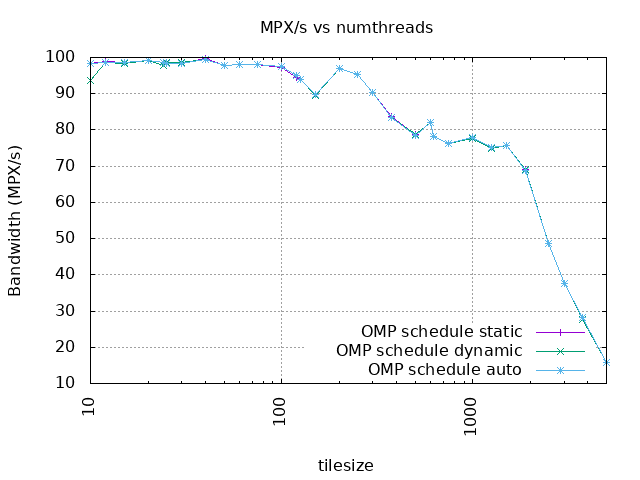 MPX/s vs numthreads
Bandwidth (MPX/s)
100
90
80
70
60
50
40
30
20
10
OMP schedule static
OMP schedule dynamic
OMP schedule auto
10
100
1000
tilesize